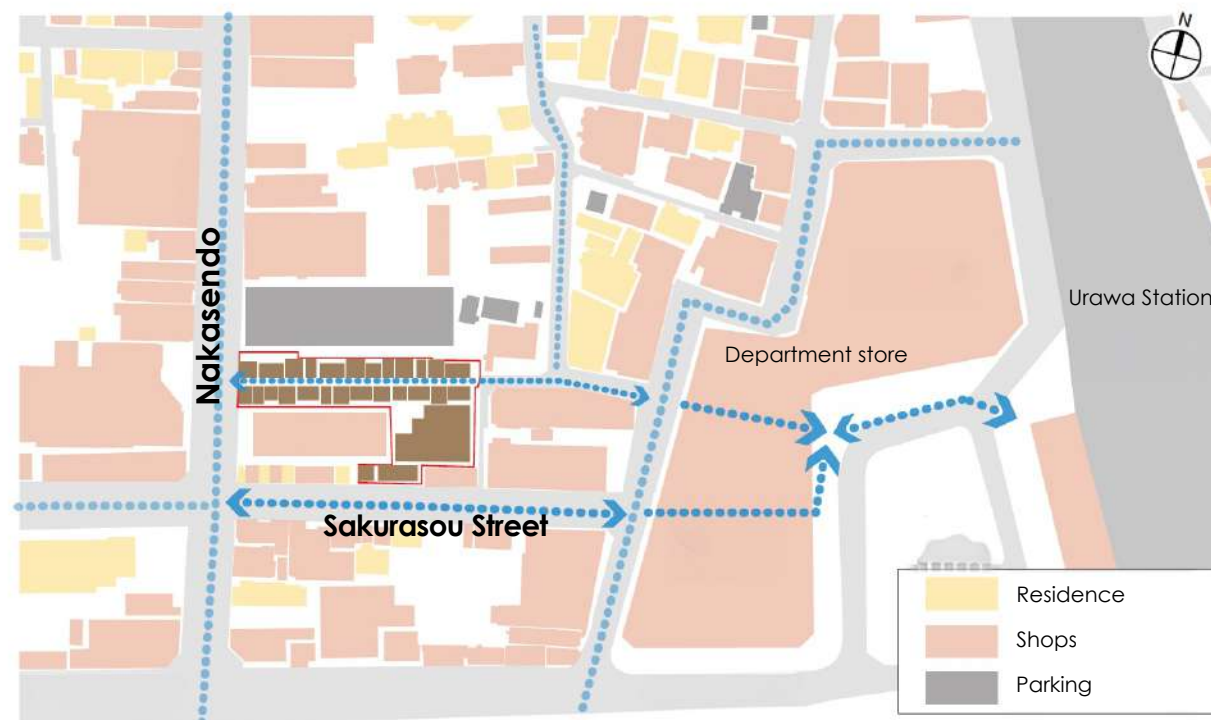 N
Nakasendo
Urawa Station
Department store
Sakurasou Street
Residence
Shops
Parking